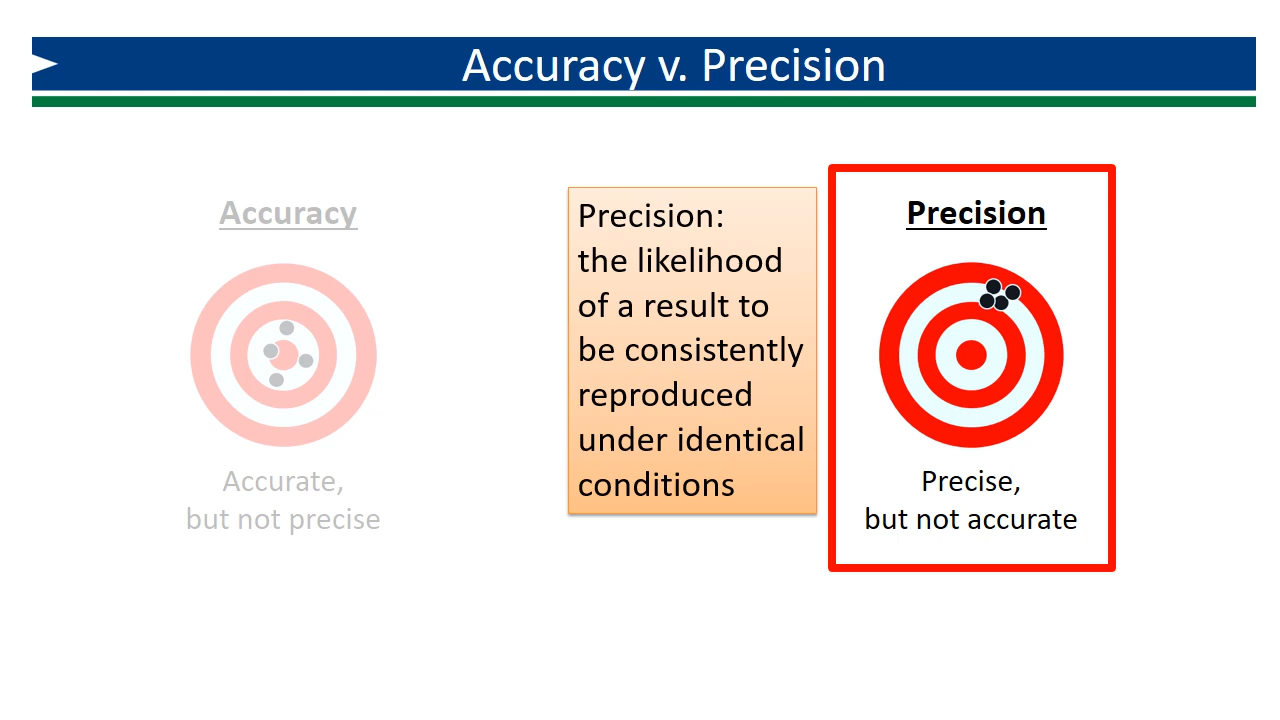 Accuracy v. Precision
Accuracy
Accurate,
but not precise
Precision:
the likelihood
of a result to
be consistently
reproduced
under identical
conditions
Precision
Precise,
but not accurate